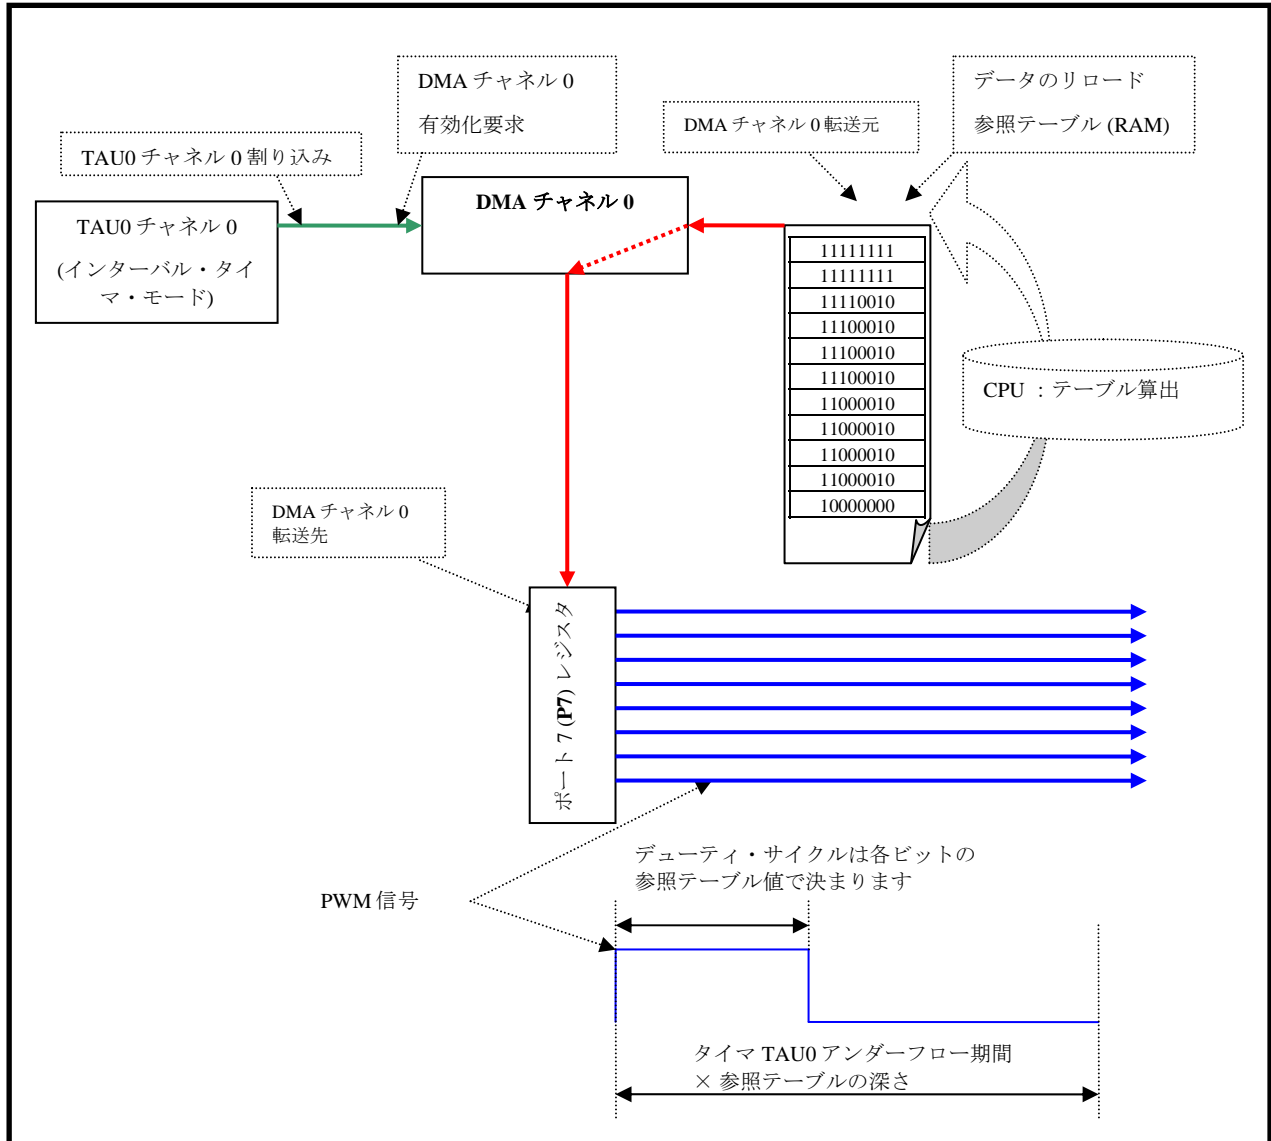 DMA チャネル 0
有効化要求
データのリロード
参照テーブル (RAM)
DMA チャネル 0 転送元
TAU0 チャネル 0 割り込み
DMA チャネル 0
TAU0 チャネル 0
(インターバル・タイ
マ・モード)
11111111
11111111
11110010
11100010
11100010
11100010
11000010
11000010
11000010
11000010
10000000
CPU ：テーブル算出
DMA チャネル 0
転送先
ポート 7 (P7) レジスタ
デューティ・サイクルは各ビットの
参照テーブル値で決まります
PWM 信号
タイマ TAU0 アンダーフロー期間
× 参照テーブルの深さ